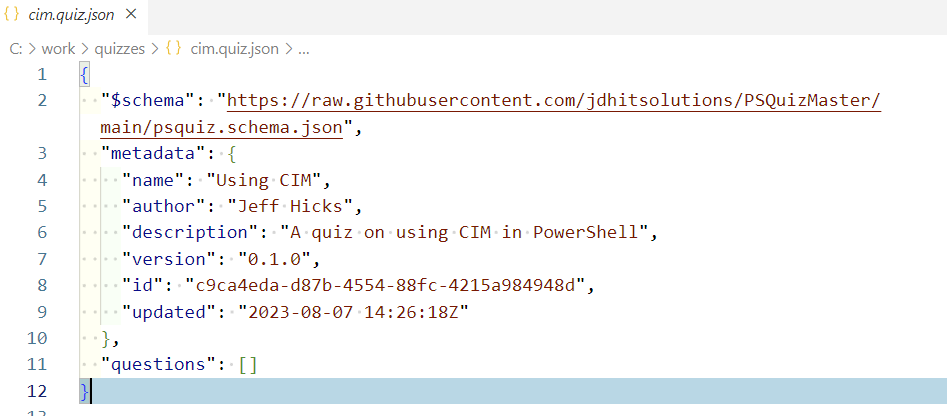 {} cim.quiz.json ×
C: > work > quizzes > {} cim.quiz.json > ...
1 {
2 "$schema": "https://raw.githubusercontent.com/jdhitsolutions/PSQuizMaster/
main/psquiz.schema.json",
3 "metadata": {
4 "name": "Using CIM",
5 "author": "Jeff Hicks",
6 "description": "A quiz on using CIM in PowerShell",
7 "version": "0.1.0",
8 "id": "c9ca4eda-d87b-4554-88fc-4215a984948d",
9 "updated": "2023-08-07 14:26:18Z"
10 },
11 "questions": []
12 }
13